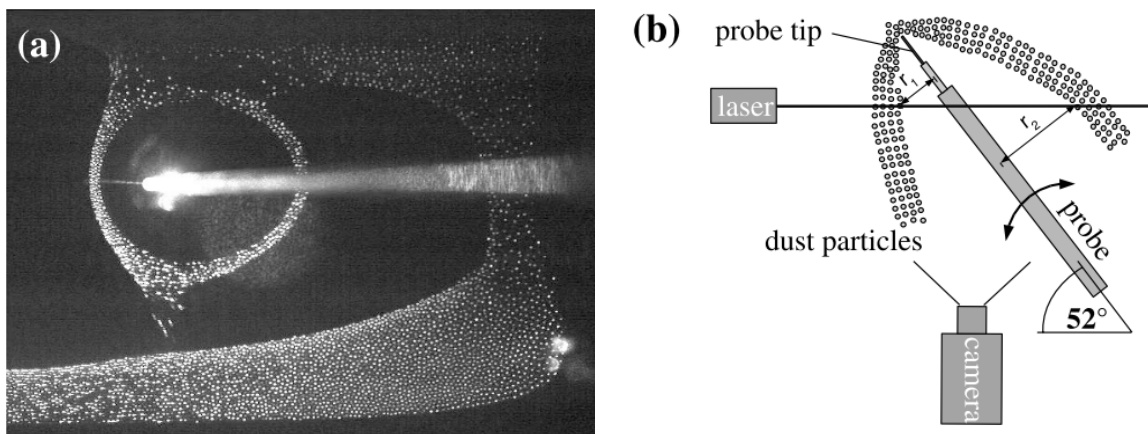 (a)
(b)
probe tip
r₁
laser
r₂
probe
dust particles
52°
camera